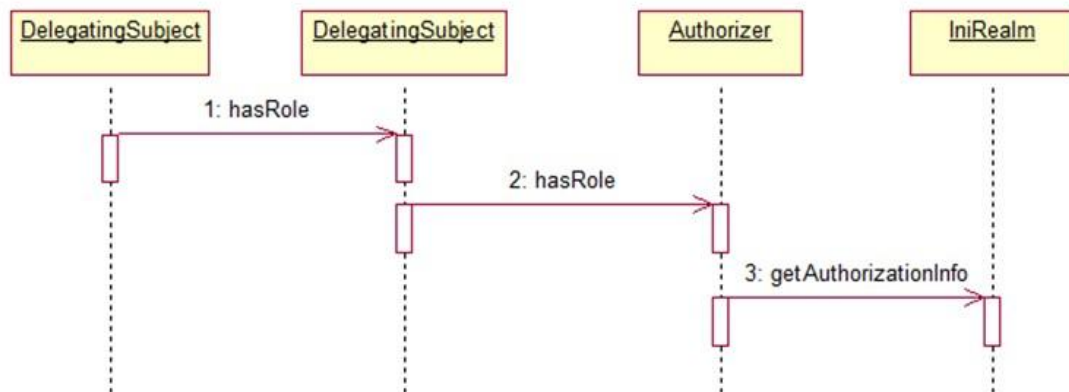 DelegatingSubject
DelegatingSubject
Authorizer
IniRealm
1: hasRole
2: hasRole
3: getAuthorizationInfo